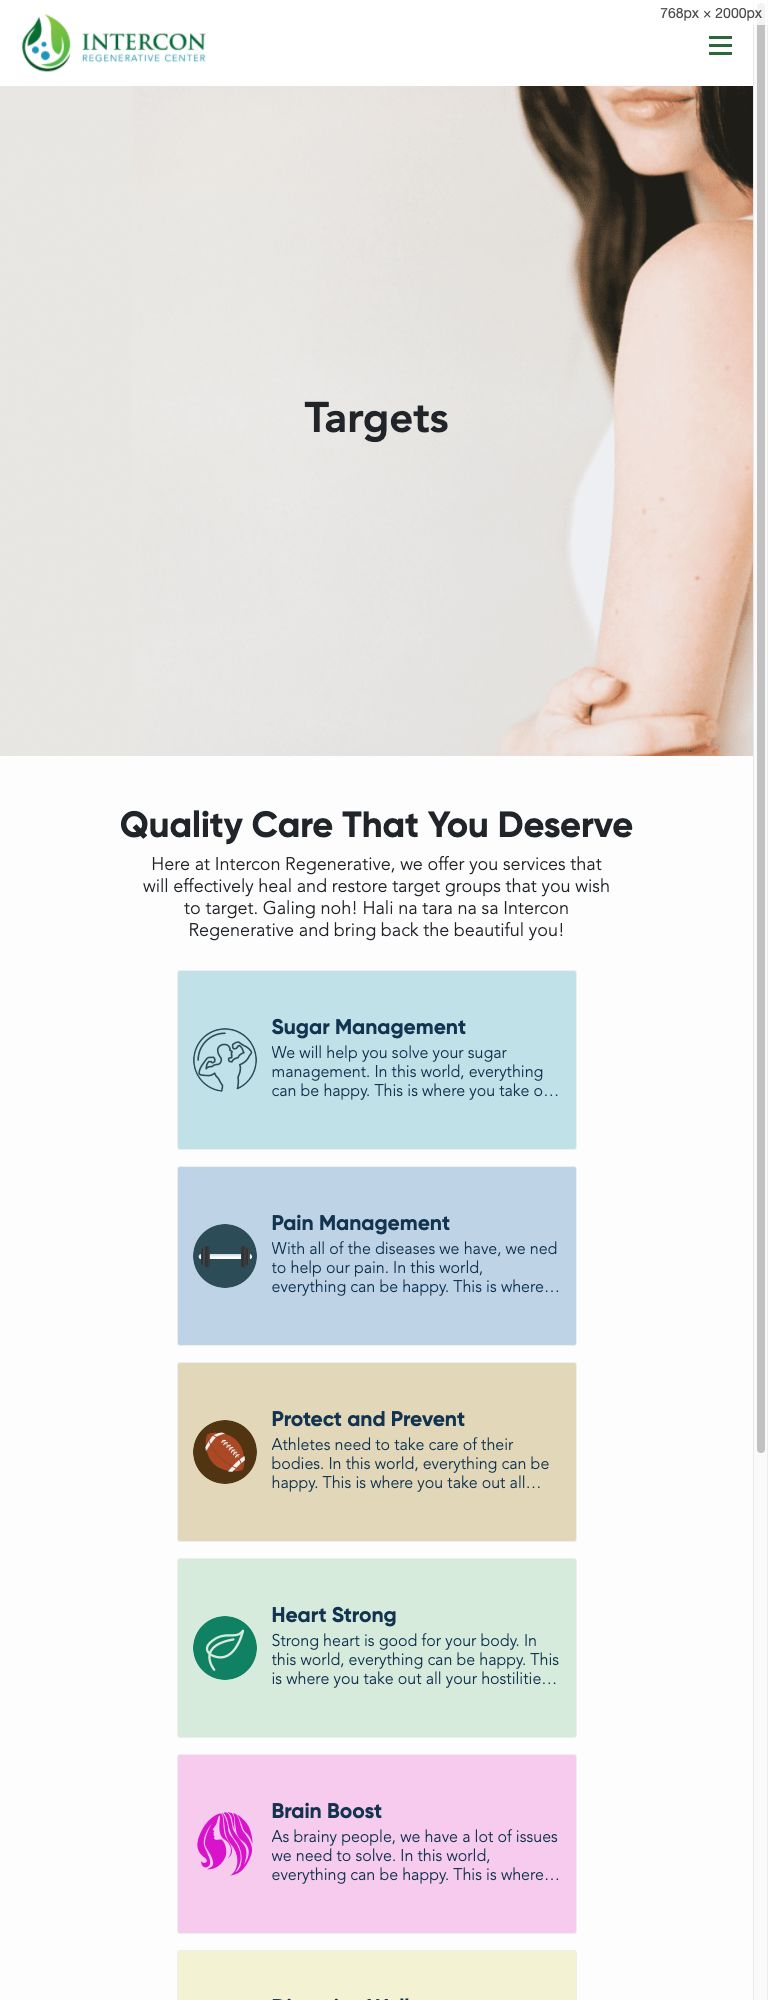 768px × 2000px
INTERCON
REGENERATIVE CENTER
Targets
Quality Care That You Deserve
Here at Intercon Regenerative, we offer you services that
will effectively heal and restore target groups that you wish
to target. Galing noh! Hali na tara na sa Intercon
Regenerative and bring back the beautiful you!
Sugar Management
We will help you solve your sugar
management. In this world, everything
can be happy. This is where you take o…
Pain Management
With all of the diseases we have, we ned
to help our pain. In this world,
everything can be happy. This is where…
Protect and Prevent
Athletes need to take care of their
bodies. In this world, everything can be
happy. This is where you take out all…
Heart Strong
Strong heart is good for your body. In
this world, everything can be happy. This
is where you take out all your hostilitie…
Brain Boost
As brainy people, we have a lot of issues
we need to solve. In this world,
everything can be happy. This is where…